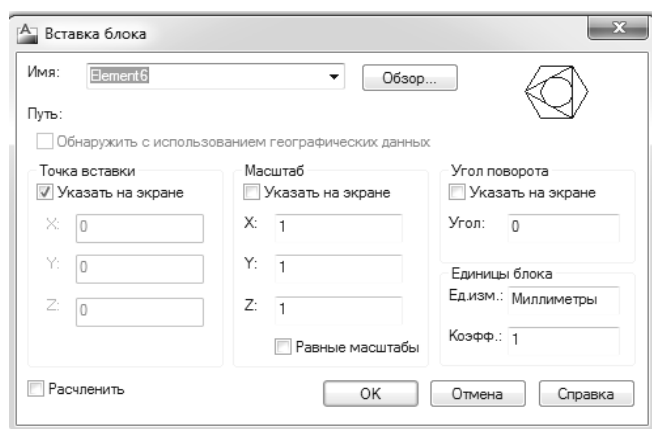 Вставка блока
Имя: Element6 Обзор...
Путь:
Обнаружить с использованием географических данных
Точка вставки
Указать на экране
X: 0
Y: 0
Z: 0
Масштаб
Указать на экране
X: 1
Y: 1
Z: 1
Равные масштабы
Угол поворота
Указать на экране
Угол: 0
Единицы блока
Ед.изм.: Миллиметры
Коэфф.: 1
Расчленить
OK Отмена Справка